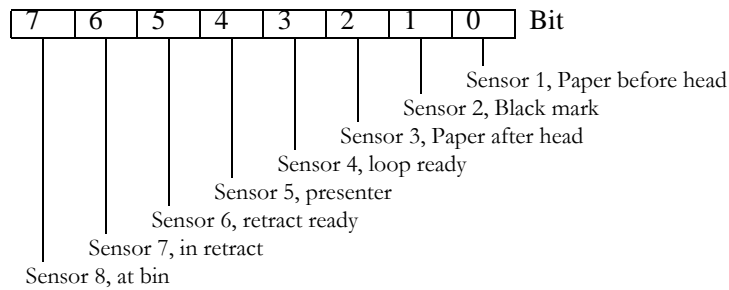 7 6 5 4 3 2 1 0 Bit
Sensor 1, Paper before head
Sensor 2, Black mark
Sensor 3, Paper after head
Sensor 4, loop ready
Sensor 5, presenter
Sensor 6, retract ready
Sensor 7, in retract
Sensor 8, at bin